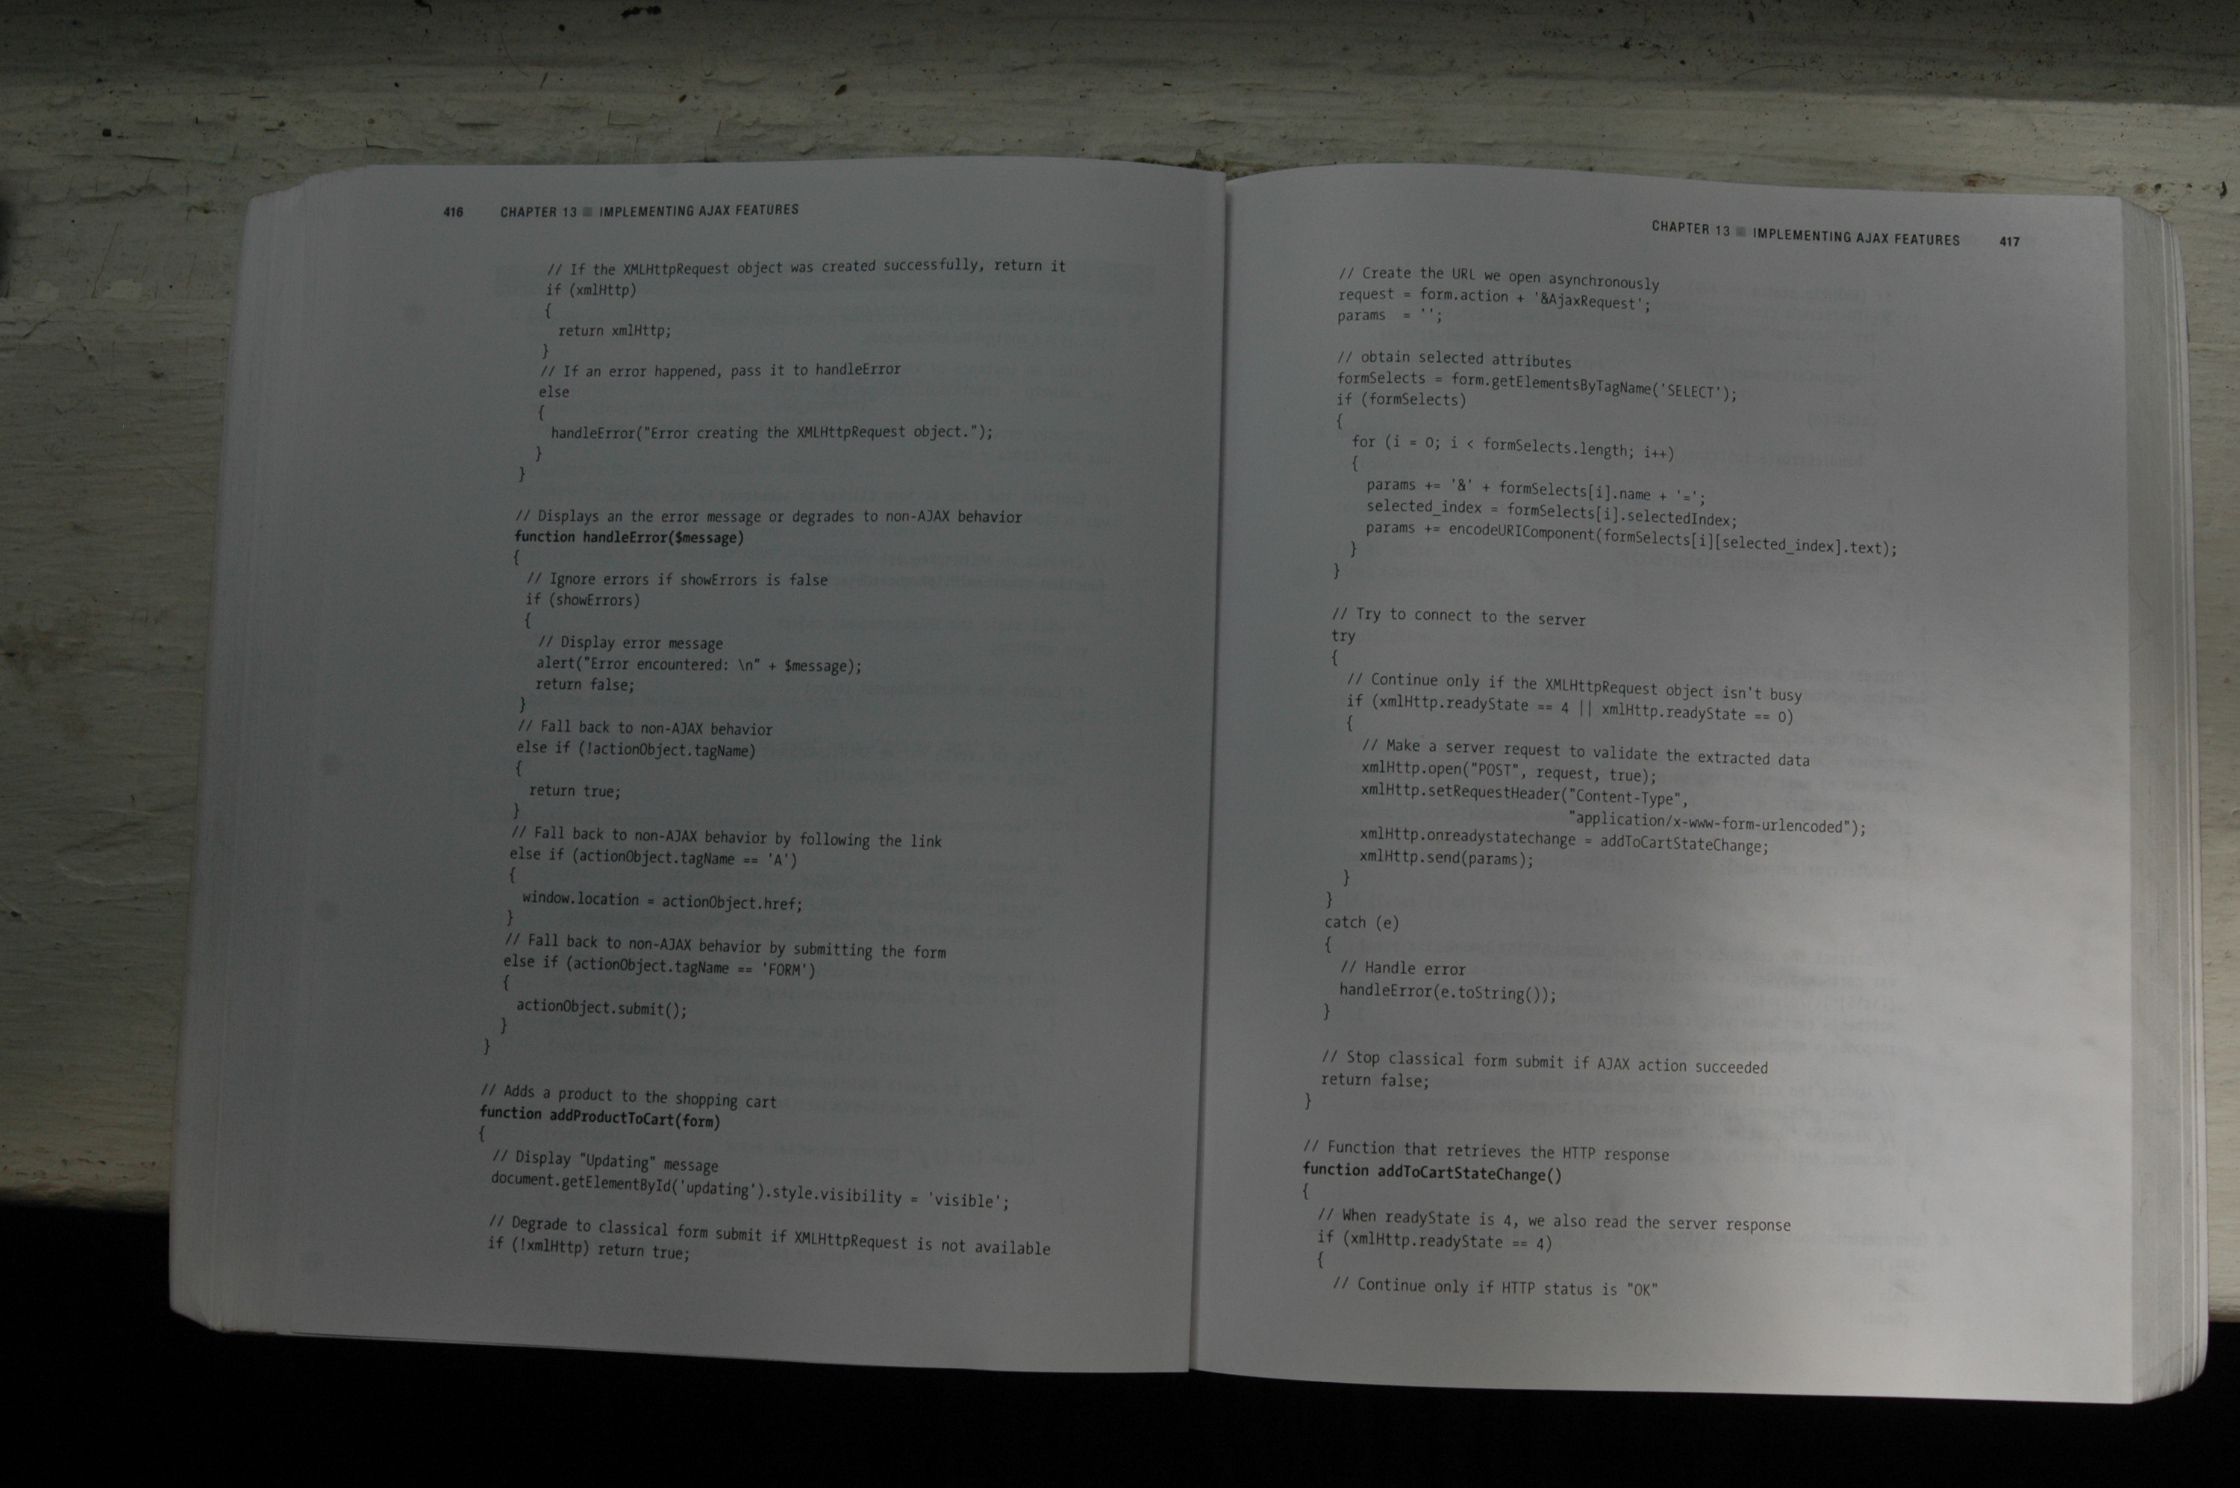 416 CHAPTER 13 ■ IMPLEMENTING AJAX FEATURES
// If the XMLHttpRequest object was created successfully, return it
if (xmlHttp)
{
return xmlHttp;
}
// If an error happened, pass it to handleError
else
{
handleError("Error creating the XMLHttpRequest object.");
}
}
// Displays an the error message or degrades to non-AJAX behavior
function handleError($message)
{
// Ignore errors if showErrors is false
if (showErrors)
{
// Display error message
alert("Error encountered: \n" + $message);
return false;
}
// Fall back to non-AJAX behavior
else if (!actionObject.tagName)
{
return true;
}
// Fall back to non-AJAX behavior by following the link
else if (actionObject.tagName == 'A')
{
window.location = actionObject.href;
}
// Fall back to non-AJAX behavior by submitting the form
else if (actionObject.tagName == 'FORM')
{
actionObject.submit();
}
}
// Adds a product to the shopping cart
function addProductToCart(form)
{
// Display "Updating" message
document.getElementById('updating').style.visibility = 'visible';
// Degrade to classical form submit if XMLHttpRequest is not available
if (!xmlHttp) return true;
CHAPTER 13 ■ IMPLEMENTING AJAX FEATURES 417
// Create the URL we open asynchronously
request = form.action + '&AjaxRequest';
params = '';
// obtain selected attributes
formSelects = form.getElementsByTagName('SELECT');
if (formSelects)
{
for (i = 0; i < formSelects.length; i++)
{
params += '&' + formSelects[i].name + '=';
selected_index = formSelects[i].selectedIndex;
params += encodeURIComponent(formSelects[i][selected_index].text);
}
}
// Try to connect to the server
try
{
// Continue only if the XMLHttpRequest object isn't busy
if (xmlHttp.readyState == 4 || xmlHttp.readyState == 0)
{
// Make a server request to validate the extracted data
xmlHttp.open("POST", request, true);
xmlHttp.setRequestHeader("Content-Type",
"application/x-www-form-urlencoded");
xmlHttp.onreadystatechange = addToCartStateChange;
xmlHttp.send(params);
}
}
catch (e)
{
// Handle error
handleError(e.toString());
}
// Stop classical form submit if AJAX action succeeded
return false;
}
// Function that retrieves the HTTP response
function addToCartStateChange()
{
// When readyState is 4, we also read the server response
if (xmlHttp.readyState == 4)
{
// Continue only if HTTP status is "OK"